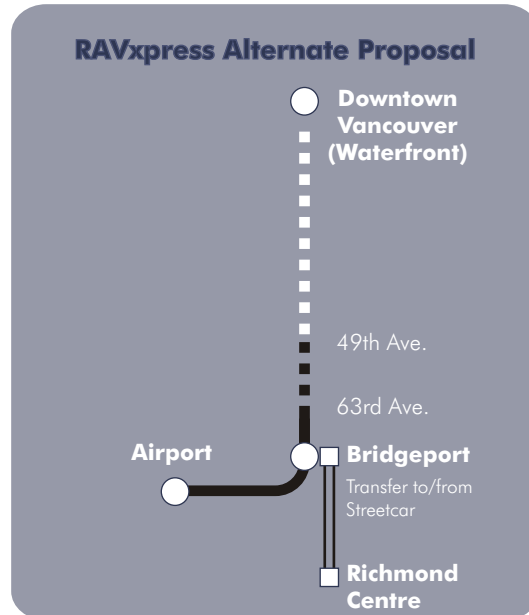 RAVxpress Alternate Proposal
Downtown
Vancouver
(Waterfront)
49th Ave.
63rd Ave.
Airport
Bridgeport
Transfer to/from
Streetcar
Richmond
Centre